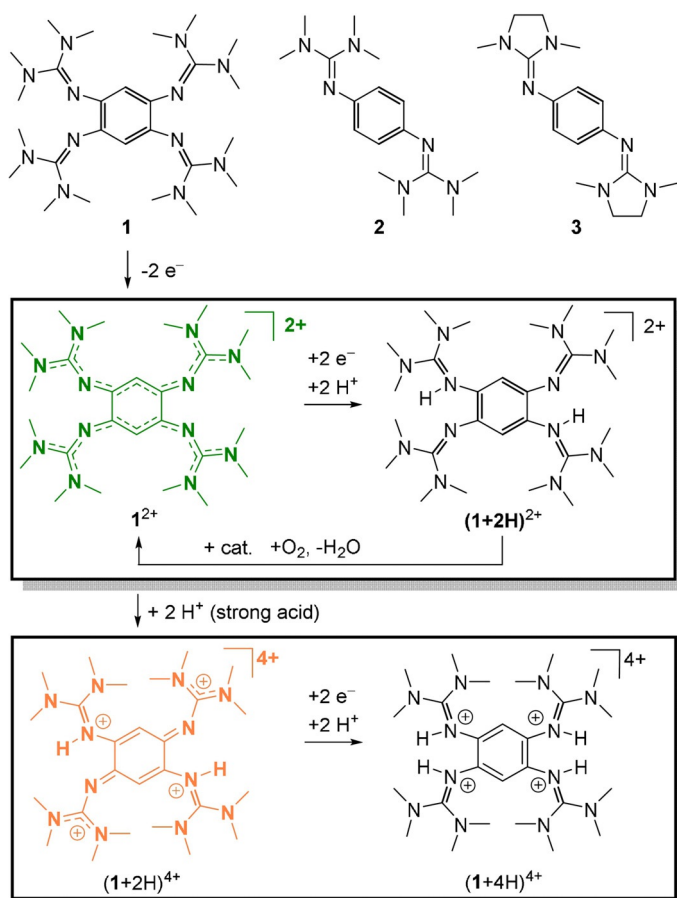 N N N N
N N
N N
N N N N
1
N N
N
N
N N
2
N N
N
N
N N
3
-2 e⁻
N N N N
N N
N N
N N N N
1²⁺
2+
+2 e⁻
+2 H⁺
N N N N
N N
H H
N N
N N N N
(1+2H)²⁺
2+
+ cat. +O₂, -H₂O
+ 2 H⁺ (strong acid)
N N N N
H N N
N N H
N N N N
(1+2H)⁴⁺
4+
+2 e⁻
+2 H⁺
N N N N
H N N H
H N N H
N N N N
(1+4H)⁴⁺
4+